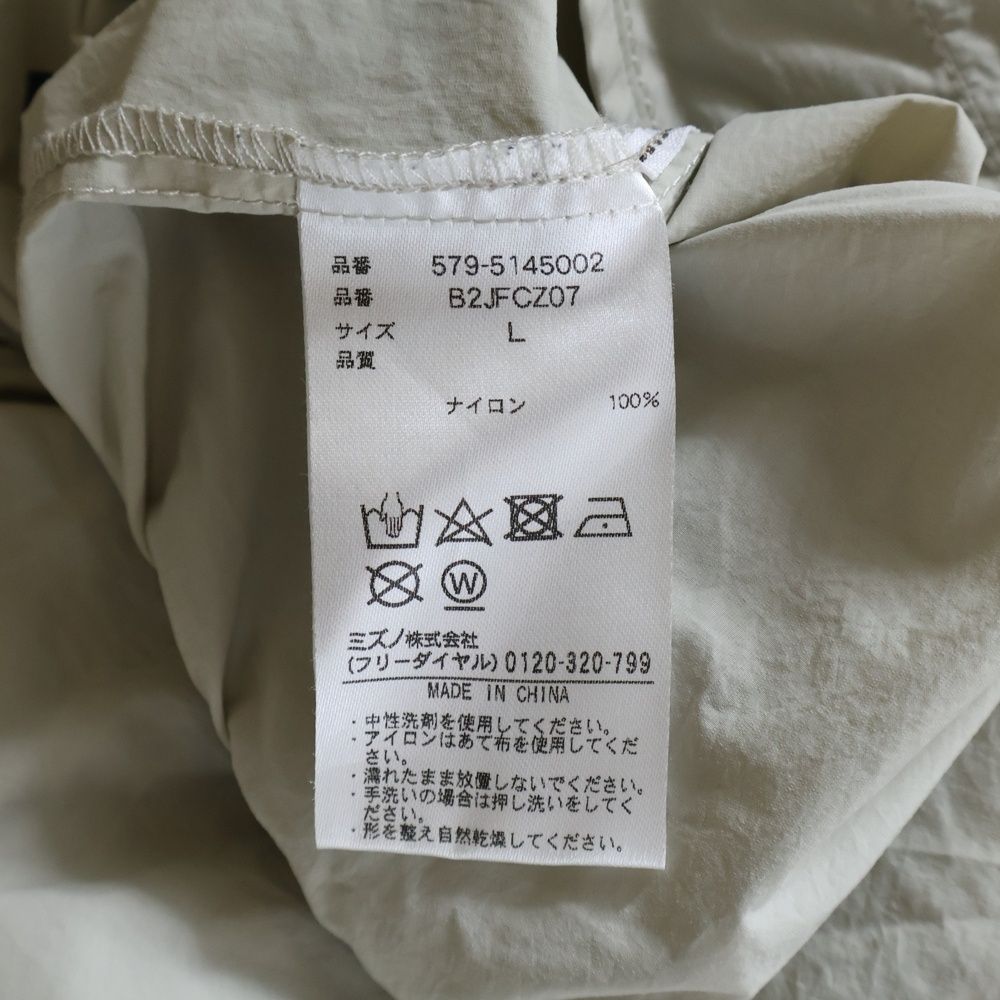 品番 579-5145002
品番 B2JFCZ07
サイズ L
品質
ナイロン 100%
W
ミズノ株式会社
(フリーダイヤル) 0120-320-799
MADE IN CHINA
・中性洗剤を使用してください。
・アイロンはあて布を使用してくだ
さい。
・濡れたまま放置しないでください。
・手洗いの場合は押し洗いをしてく
ださい。
・形を整え自然乾燥してください。